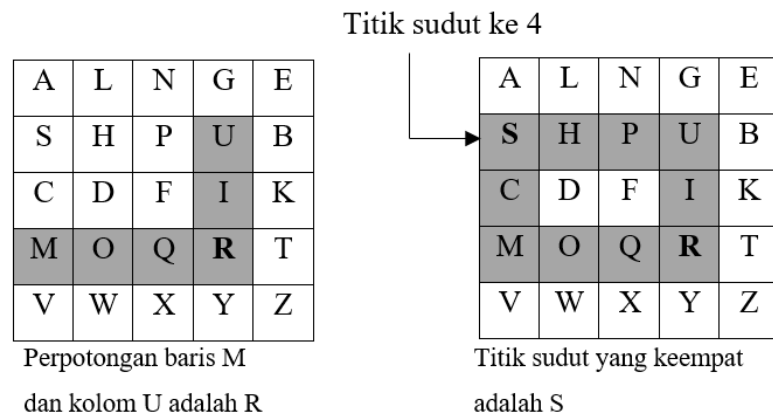 Titik sudut ke 4
A L N G E
S H P U B
C D F I K
M O Q R T
V W X Y Z
Perpotongan baris M
dan kolom U adalah R
A L N G E
S H P U B
C D F I K
M O Q R T
V W X Y Z
Titik sudut yang keempat
adalah S